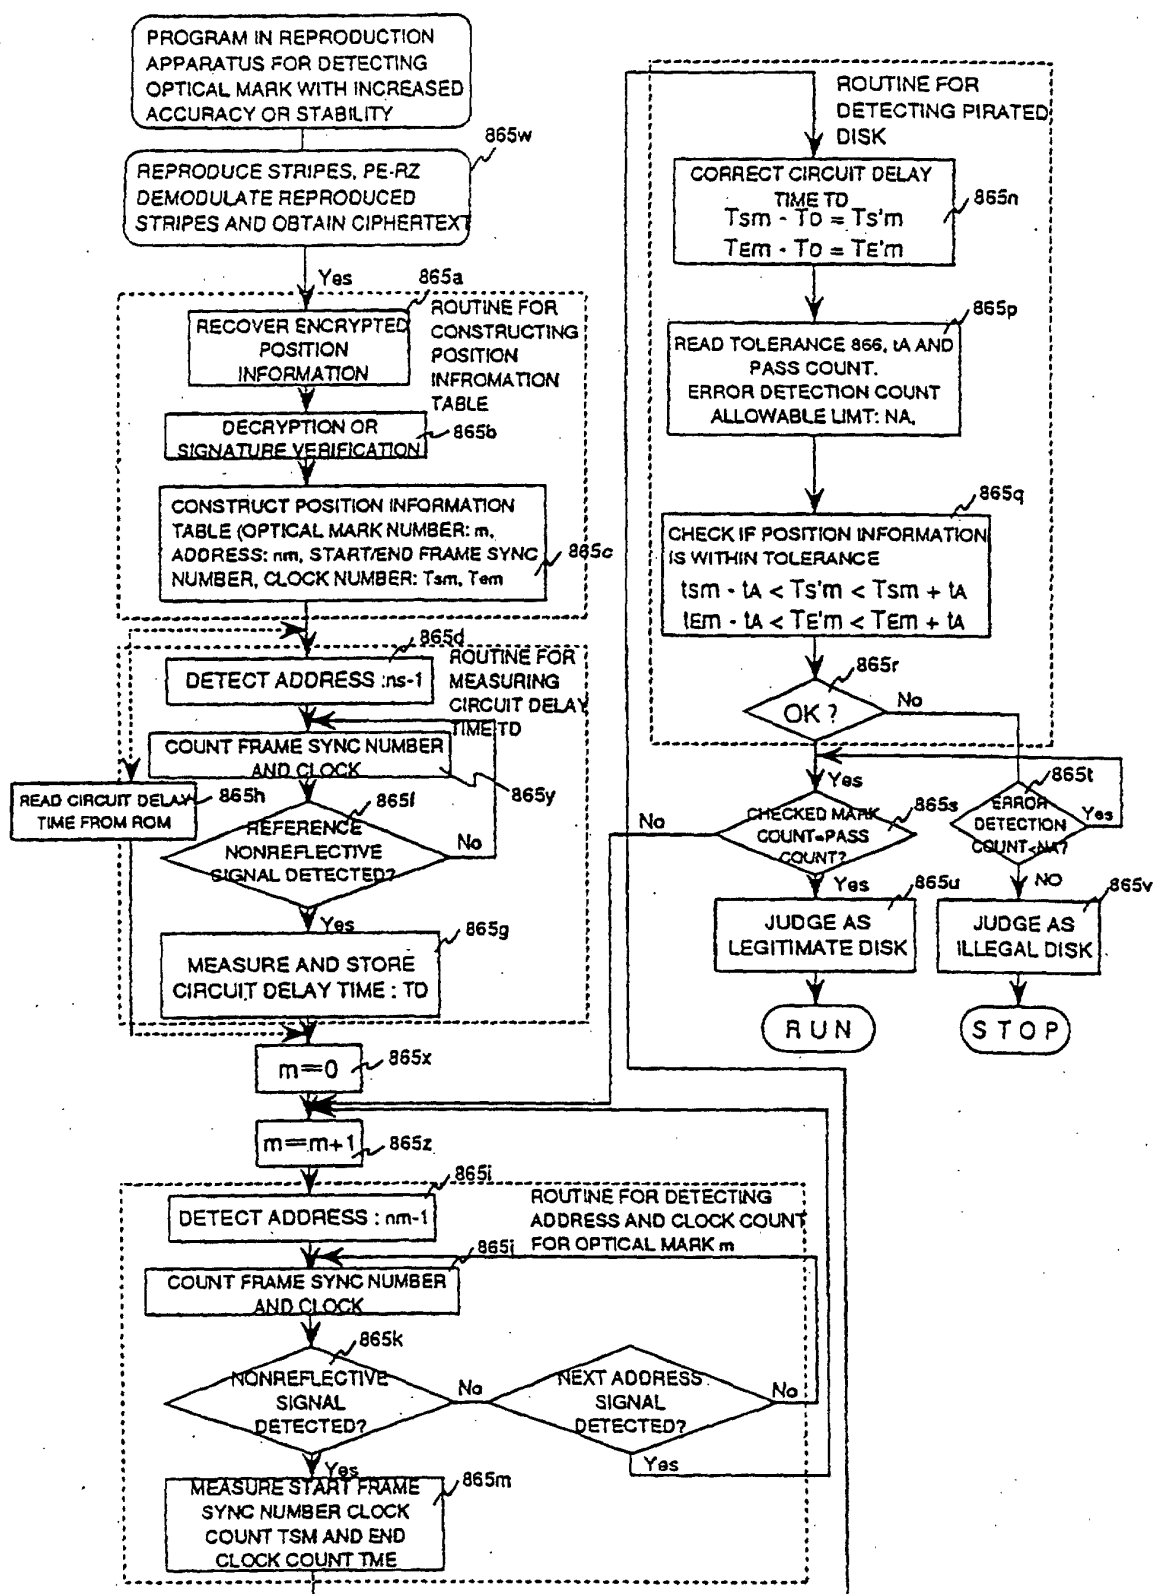 PROGRAM IN REPRODUCTION
APPARATUS FOR DETECTING
OPTICAL MARK WITH INCREASED
ACCURACY OR STABILITY
865w
REPRODUCE STRIPES, PE-RZ
DEMODULATE REPRODUCED
STRIPES AND OBTAIN CIPHERTEXT
Yes
865a
ROUTINE FOR
CONSTRUCTING
POSITION
INFROMATION
TABLE
RECOVER ENCRYPTED
POSITION
INFORMATION
DECRYPTION OR
SIGNATURE VERIFICATION
865b
CONSTRUCT POSITION INFORMATION
TABLE (OPTICAL MARK NUMBER: m,
ADDRESS: nm, START/END FRAME SYNC
NUMBER, CLOCK NUMBER: Tsm, Tem
865c
865d
ROUTINE FOR
MEASURING
CIRCUIT DELAY
TIME TD
DETECT ADDRESS :ns-1
COUNT FRAME SYNC NUMBER
AND CLOCK
865y
READ CIRCUIT DELAY
TIME FROM ROM
865h
865f
REFERENCE
NONREFLECTIVE
SIGNAL DETECTED?
No
Yes
865g
MEASURE AND STORE
CIRCUIT DELAY TIME : TD
m=0
865x
m=m+1
865z
865i
ROUTINE FOR DETECTING
ADDRESS AND CLOCK COUNT
FOR OPTICAL MARK m
DETECT ADDRESS : nm-1
865j
COUNT FRAME SYNC NUMBER
AND CLOCK
865k
NONREFLECTIVE
SIGNAL
DETECTED?
No
NEXT ADDRESS
SIGNAL
DETECTED?
No
Yes
Yes
865m
MEASURE START FRAME
SYNC NUMBER CLOCK
COUNT TSM AND END
CLOCK COUNT TME
ROUTINE FOR
DETECTING PIRATED
DISK
CORRECT CIRCUIT DELAY
TIME TD
Tsm - TD = Ts'm
TEm - TD = TE'm
865n
865p
READ TOLERANCE 866, tA AND
PASS COUNT.
ERROR DETECTION COUNT
ALLOWABLE LIMT: NA,
865q
CHECK IF POSITION INFORMATION
IS WITHIN TOLERANCE
tsm - tA < Ts'm < Tsm + tA
tEm - tA < TE'm < TEm + tA
865r
OK ?
No
Yes
865t
ERROR
DETECTION
COUNT<NA?
Yes
NO
865s
CHECKED MARK
COUNT=PASS
COUNT?
No
Yes
865u
JUDGE AS
LEGITIMATE DISK
865v
JUDGE AS
ILLEGAL DISK
RUN
STOP